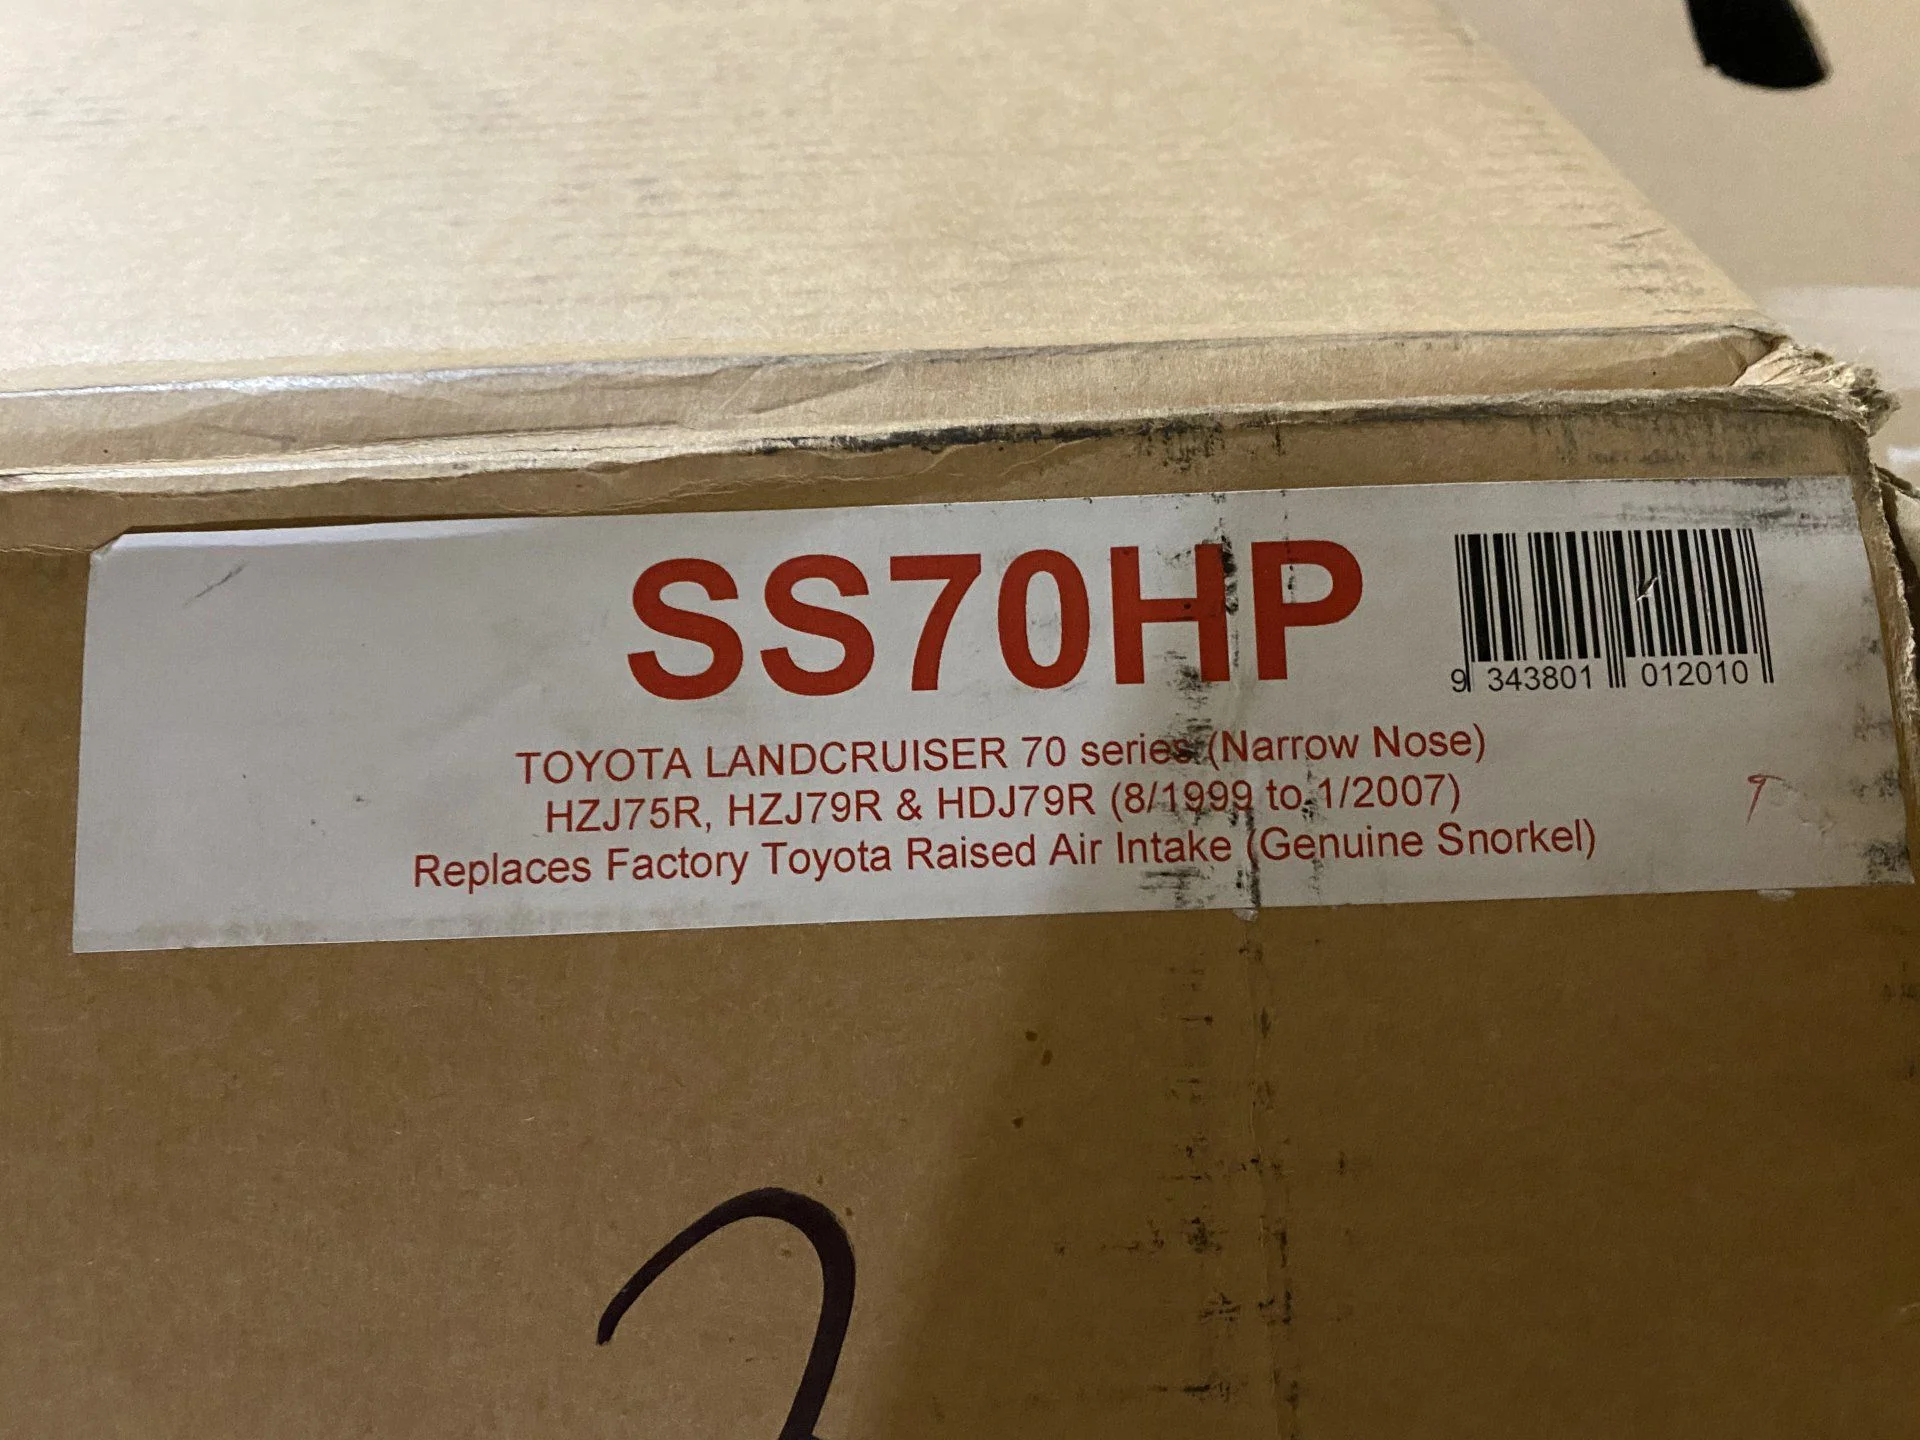 SS70HP
9 343801 012010
TOYOTA LANDCRUISER 70 series (Narrow Nose)
HZJ75R, HZJ79R & HDJ79R (8/1999 to 1/2007)
Replaces Factory Toyota Raised Air Intake (Genuine Snorkel)